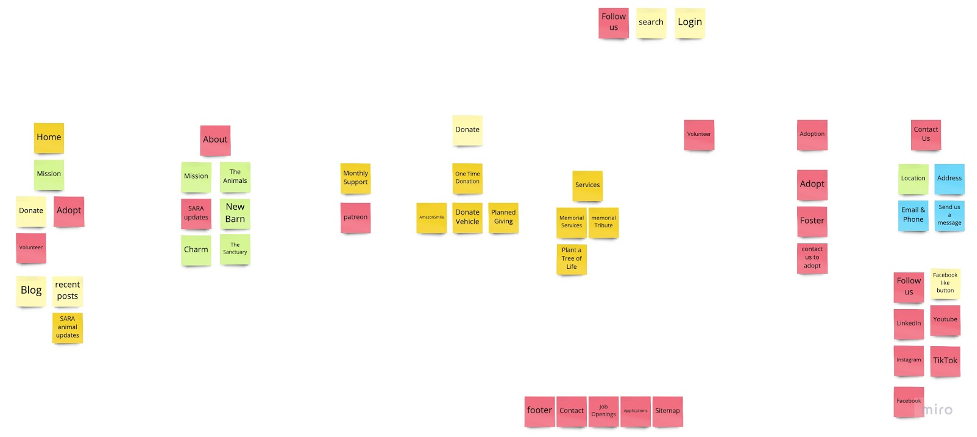 Follow
us
search
Login
Home
Mission
Donate
Adopt
Volunteer
Blog
recent
posts
SARA
animal
updates
About
Mission
The
Animals
SARA
updates
New
Barn
Charm
The
Sanctuary
Donate
Monthly
Support
patreon
One Time
Donation
AmazonSmile
Donate
Vehicle
Planned
Giving
Services
Memorial
Services
memorial
Tribute
Plant a
Tree of
Life
Volunteer
Adoption
Adopt
Foster
contact
us to
adopt
Contact
Us
Location
Address
Email &
Phone
Send us
a
message
Follow
us
Facebook
like
button
LinkedIn
Youtube
Instagram
TikTok
Facebook
footer
Contact
Job
Openings
Applications
Sitemap
miro